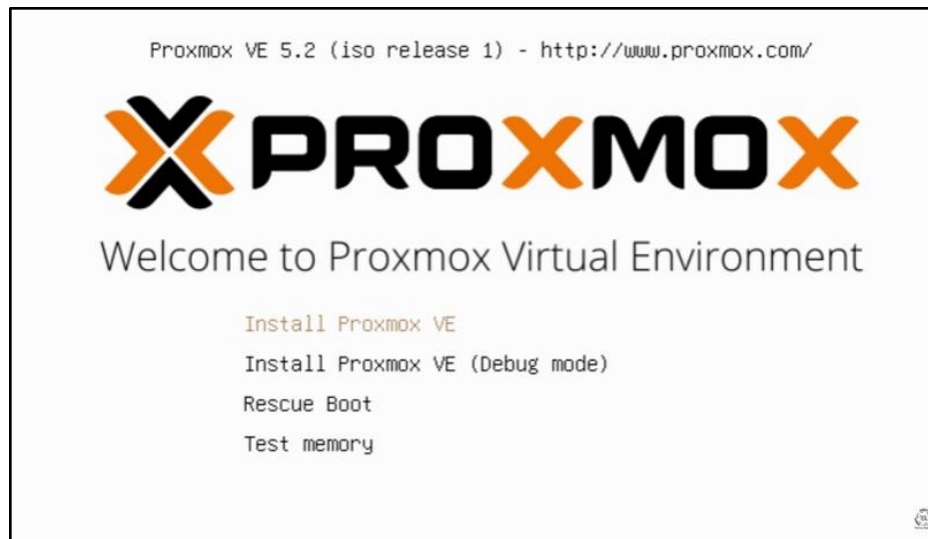 Proxmox VE 5.2 (iso release 1) - http://www.proxmox.com/
PROXMOX
Welcome to Proxmox Virtual Environment
Install Proxmox VE
Install Proxmox VE (Debug mode)
Rescue Boot
Test memory